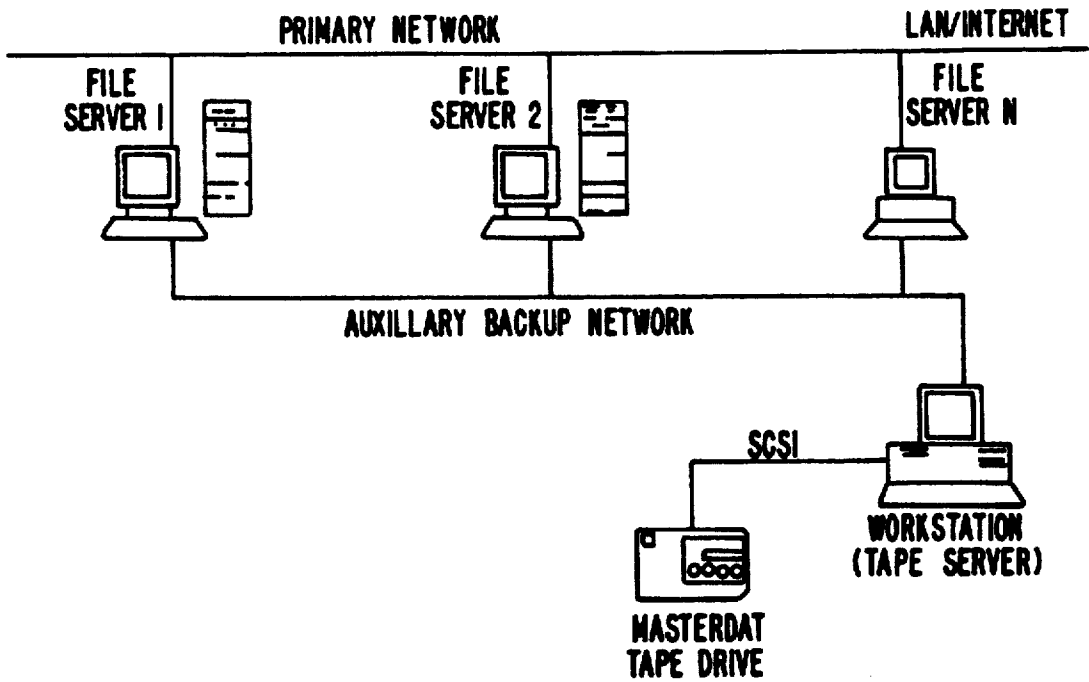 PRIMARY NETWORK
LAN/INTERNET
FILE
SERVER 1
FILE
SERVER 2
FILE
SERVER N
AUXILLARY BACKUP NETWORK
SCSI
WORKSTATION
(TAPE SERVER)
MASTERDAT
TAPE DRIVE